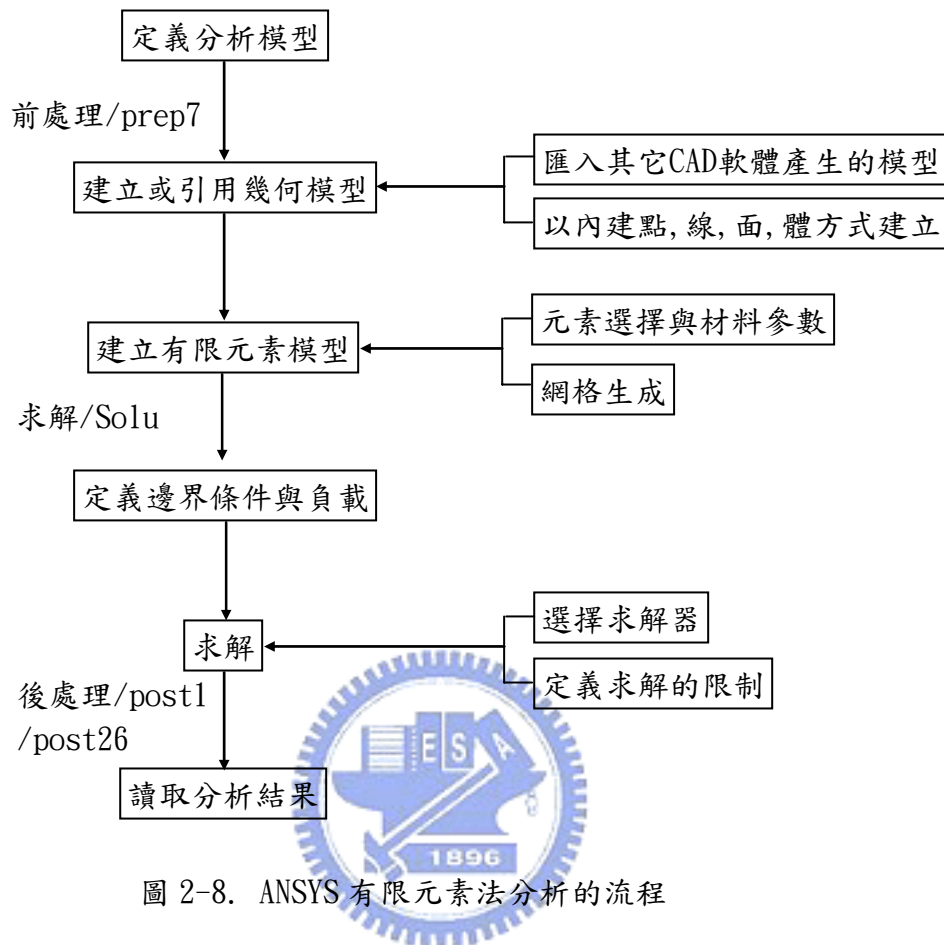 定義分析模型
前處理/prep7
匯入其它CAD軟體產生的模型
建立或引用幾何模型
以內建點,線,面,體方式建立
元素選擇與材料參數
建立有限元素模型
網格生成
求解/Solu
定義邊界條件與負載
選擇求解器
求解
定義求解的限制
後處理/post1
/post26
讀取分析結果
E S A
1896
圖 2-8. ANSYS 有限元素法分析的流程